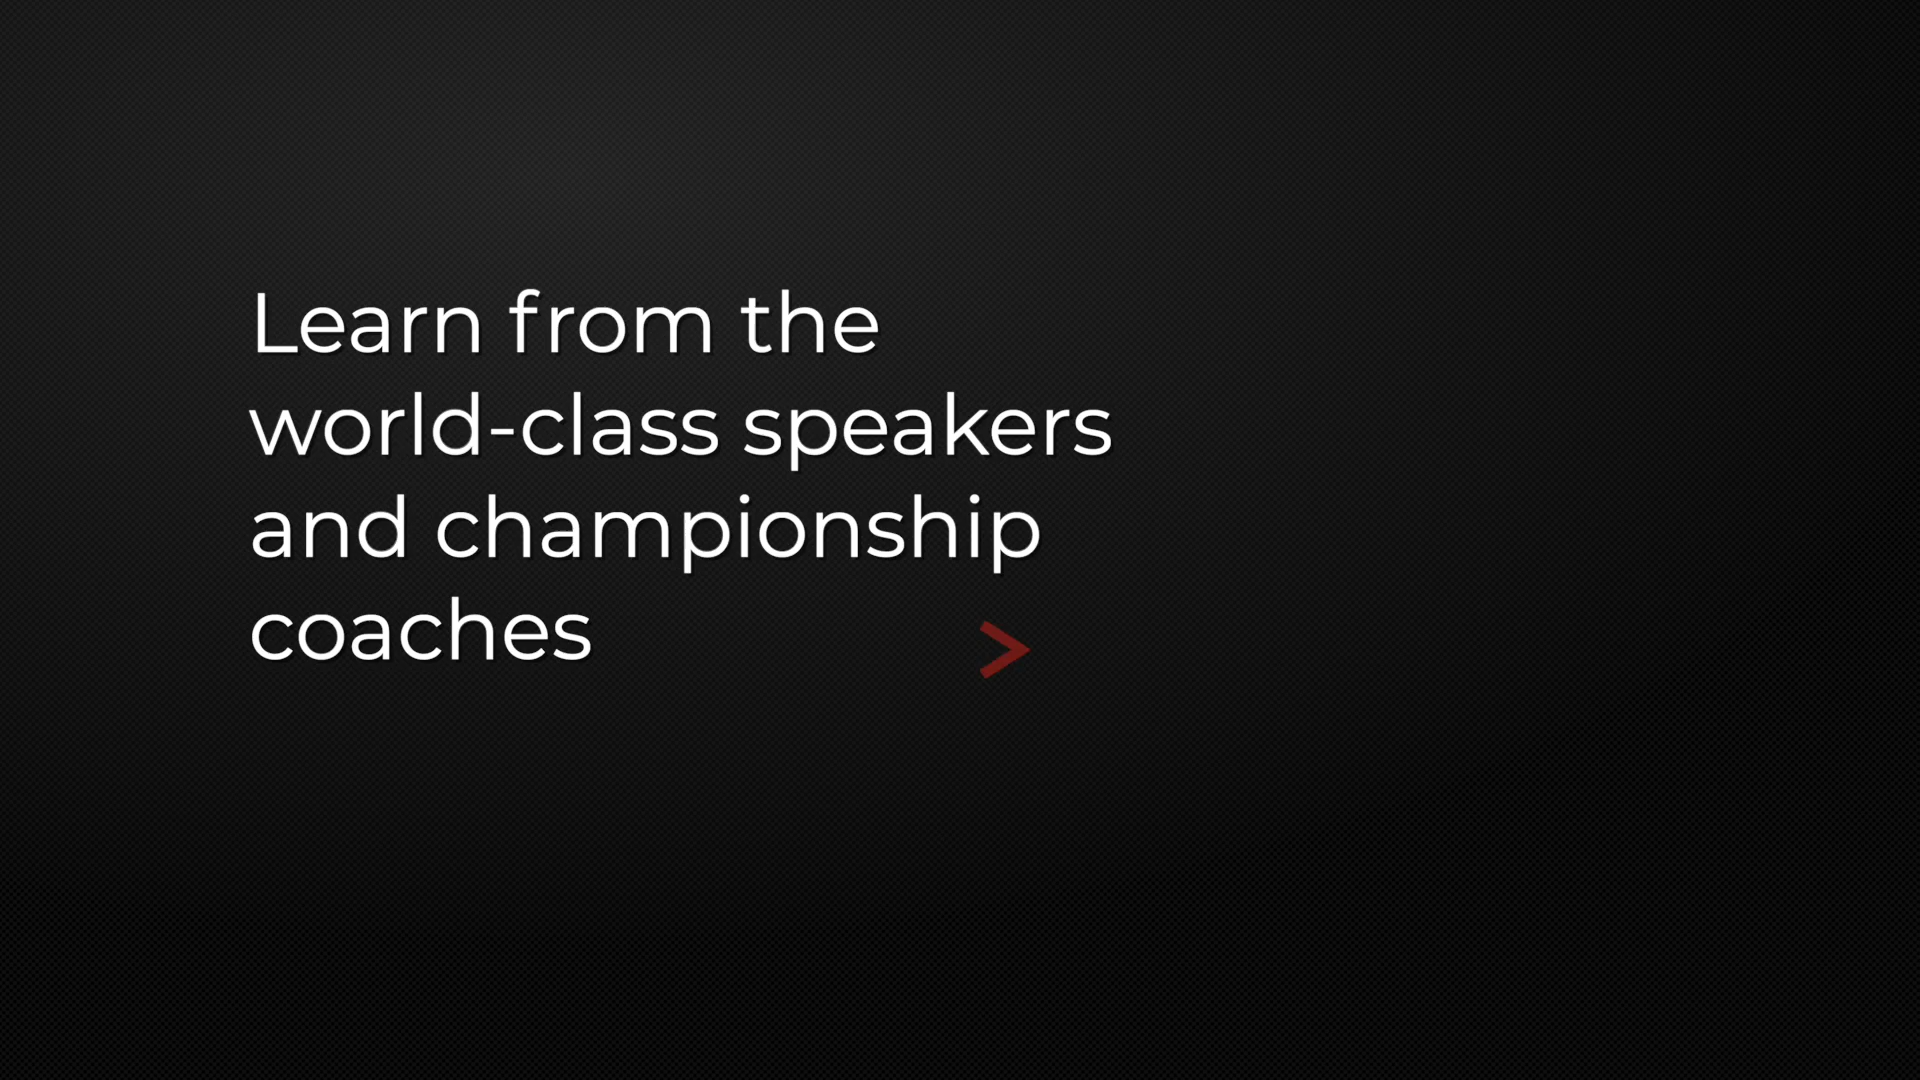 Learn from the
world-class speakers
and championship
coaches
>